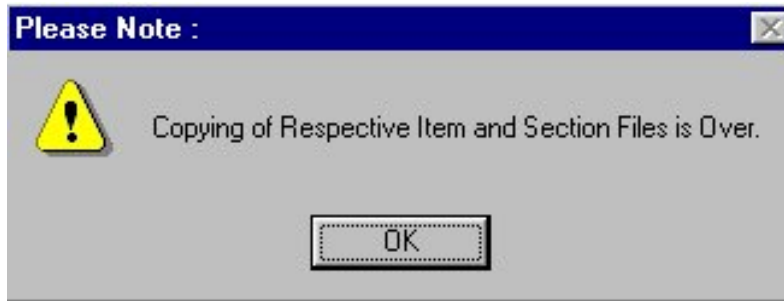 Please Note :
Copying of Respective Item and Section Files is Over.
OK